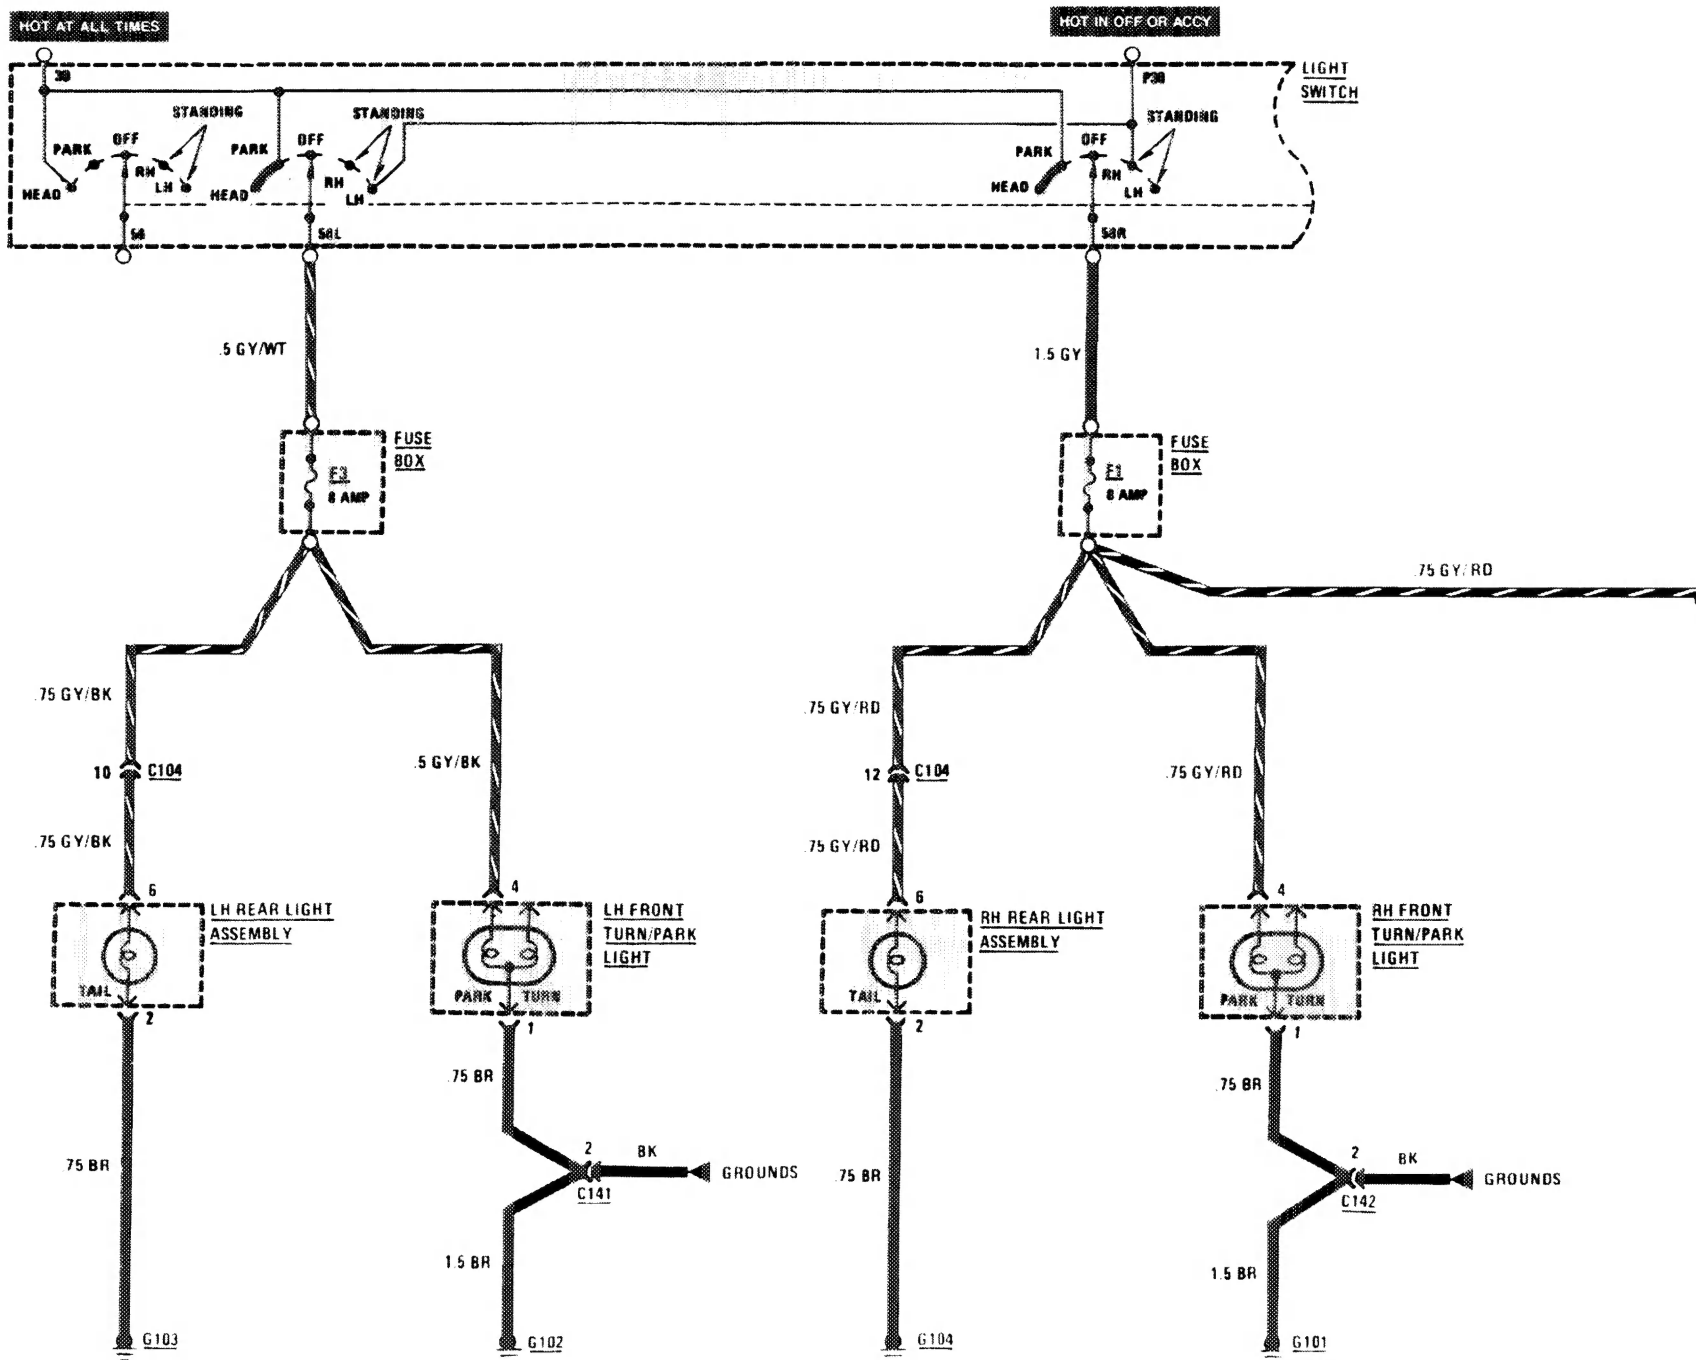 HOT AT ALL TIMES
HOT IN OFF OR ACCY
30
P30
LIGHT
SWITCH
STANDING
STANDING
STANDING
PARK
OFF
RH
LH
HEAD
PARK
OFF
RH
LH
HEAD
PARK
OFF
RH
LH
HEAD
58
58L
58R
.5 GY/WT
1.5 GY
FUSE
BOX
F3
8 AMP
FUSE
BOX
F1
8 AMP
.75 GY/RD
.75 GY/BK
.5 GY/BK
.75 GY/RD
.75 GY/RD
10
C104
12
C104
.75 GY/BK
.75 GY/RD
6
4
6
4
LH REAR LIGHT
ASSEMBLY
LH FRONT
TURN/PARK
LIGHT
RH REAR LIGHT
ASSEMBLY
RH FRONT
TURN/PARK
LIGHT
TAIL
PARK
TURN
TAIL
PARK
TURN
2
1
2
1
.75 BR
.75 BR
.75 BR
.75 BR
2
BK
GROUNDS
C141
2
BK
GROUNDS
C142
1.5 BR
1.5 BR
G103
G102
G104
G101